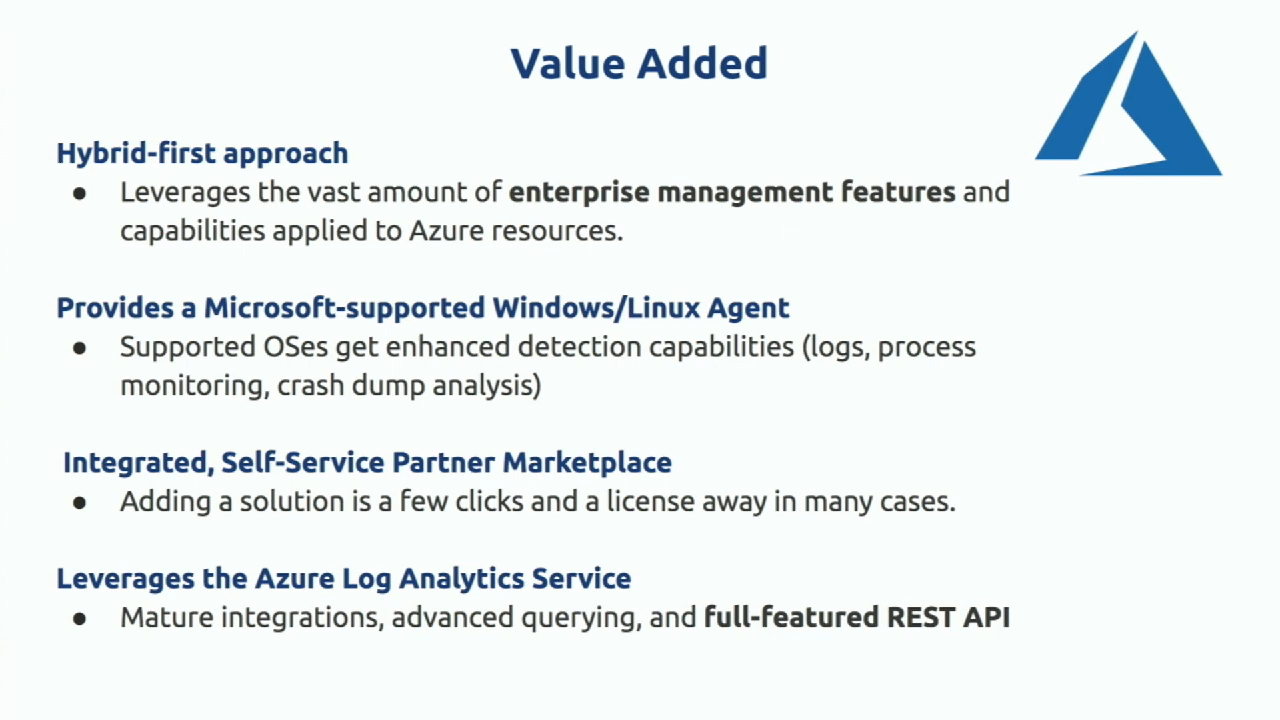 Value Added
Hybrid-first approach
● Leverages the vast amount of enterprise management features and
capabilities applied to Azure resources.
Provides a Microsoft-supported Windows/Linux Agent
● Supported OSes get enhanced detection capabilities (logs, process
monitoring, crash dump analysis)
Integrated, Self-Service Partner Marketplace
● Adding a solution is a few clicks and a license away in many cases.
Leverages the Azure Log Analytics Service
● Mature integrations, advanced querying, and full-featured REST API